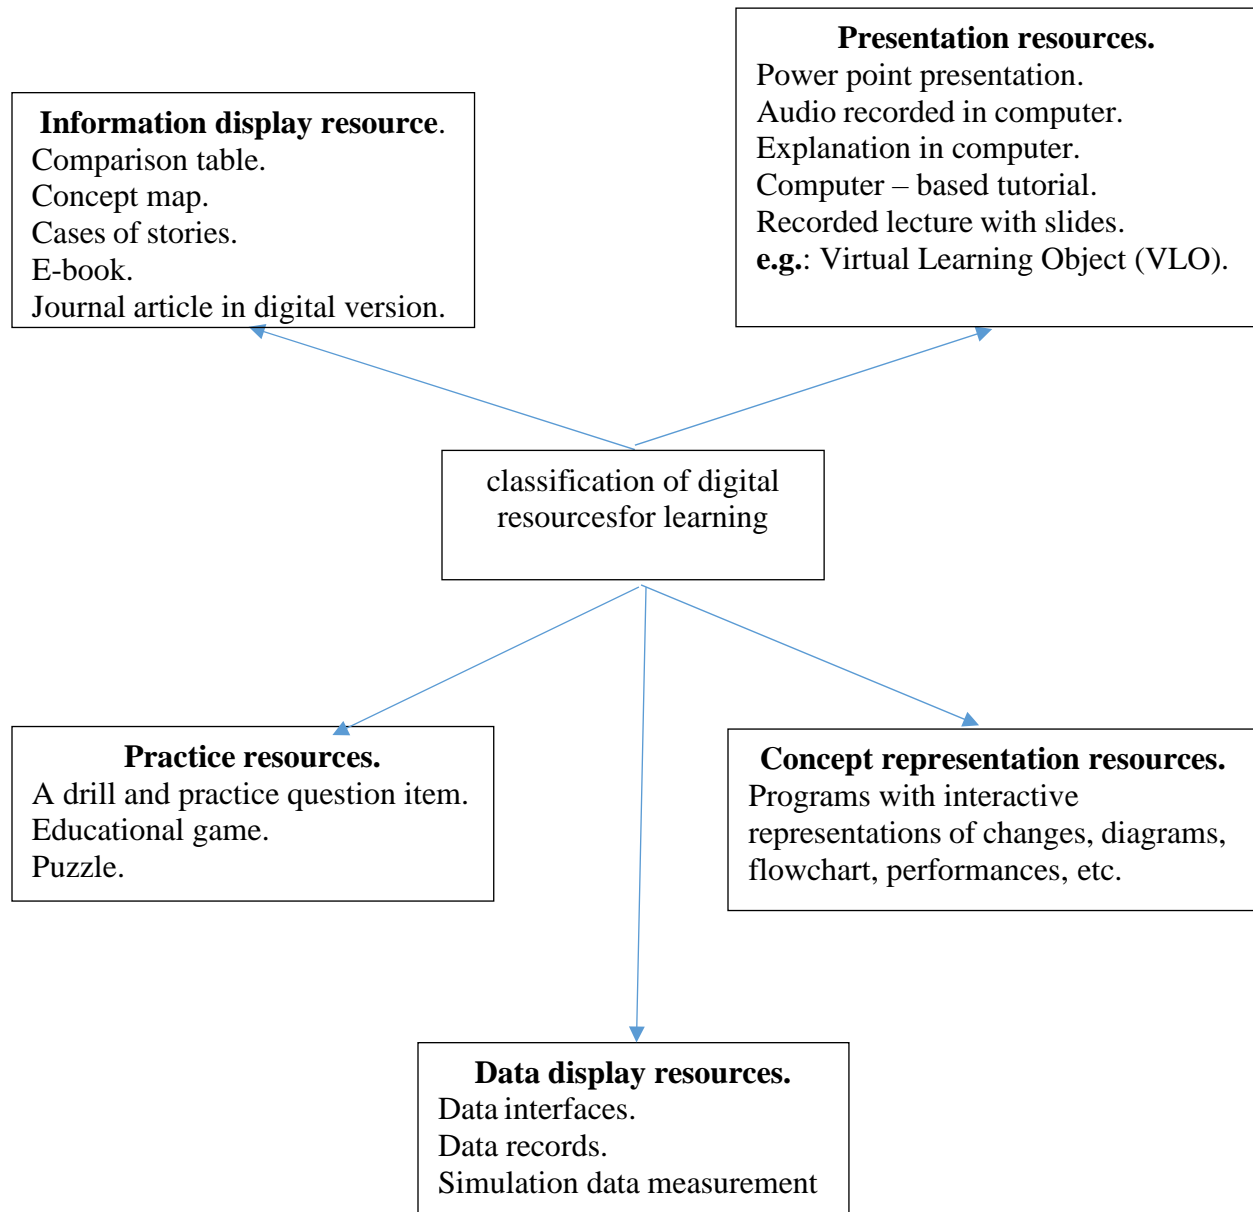 Presentation resources.
Power point presentation.
Audio recorded in computer.
Explanation in computer.
Computer – based tutorial.
Recorded lecture with slides.
e.g.: Virtual Learning Object (VLO).
Information display resource.
Comparison table.
Concept map.
Cases of stories.
E-book.
Journal article in digital version.
classification of digital
resourcesfor learning
Practice resources.
A drill and practice question item.
Educational game.
Puzzle.
Concept representation resources.
Programs with interactive
representations of changes, diagrams,
flowchart, performances, etc.
Data display resources.
Data interfaces.
Data records.
Simulation data measurement